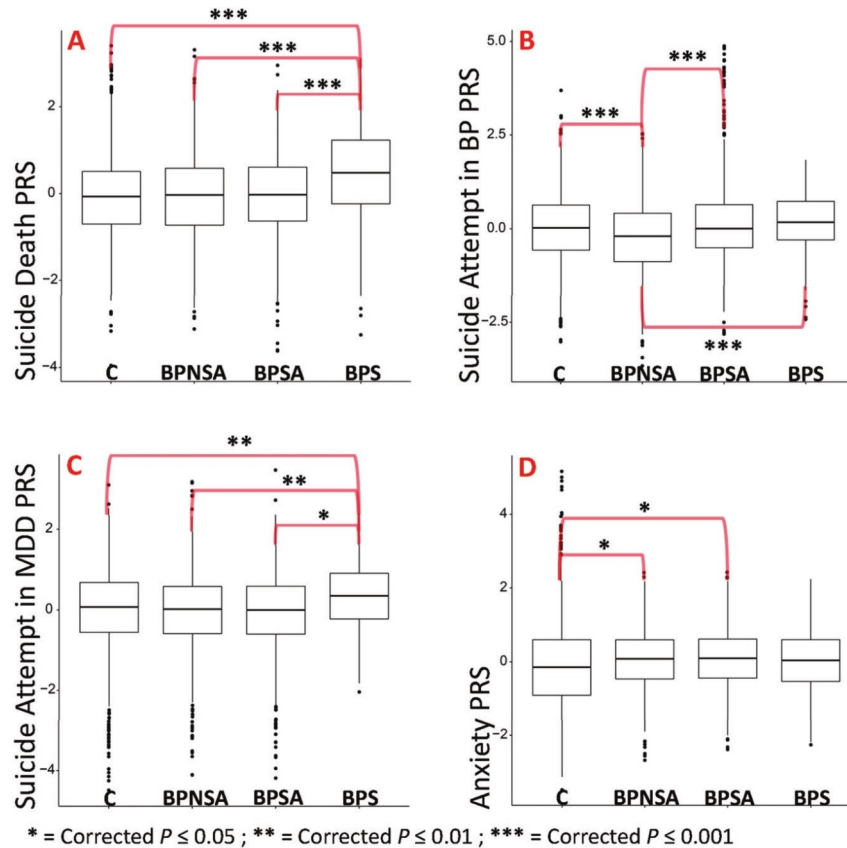 A
***
***
***
Suicide Death PRS
2
0
−2
−4
C BPNSA BPSA BPS
B
***
***
***
Suicide Attempt in BP PRS
5.0
2.5
0.0
−2.5
C BPNSA BPSA BPS
C
**
**
*
Suicide Attempt in MDD PRS
2
0
−2
−4
C BPNSA BPSA BPS
D
*
*
Anxiety PRS
4
2
0
−2
C BPNSA BPSA BPS
* = Corrected P ≤ 0.05 ; ** = Corrected P ≤ 0.01 ; *** = Corrected P ≤ 0.001